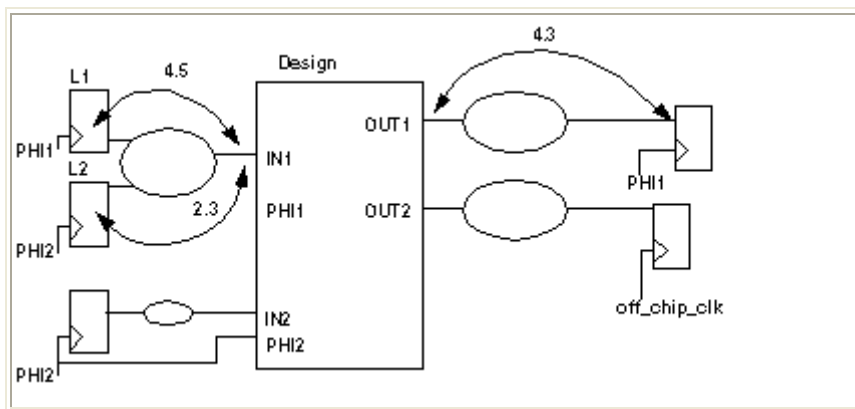 4.3
4.5
Design
L1
OUT1
PHI1
IN1
PHI1
L2
2.3
PHI1
OUT2
PHI2
off_chip_clk
IN2
PHI2
PHI2